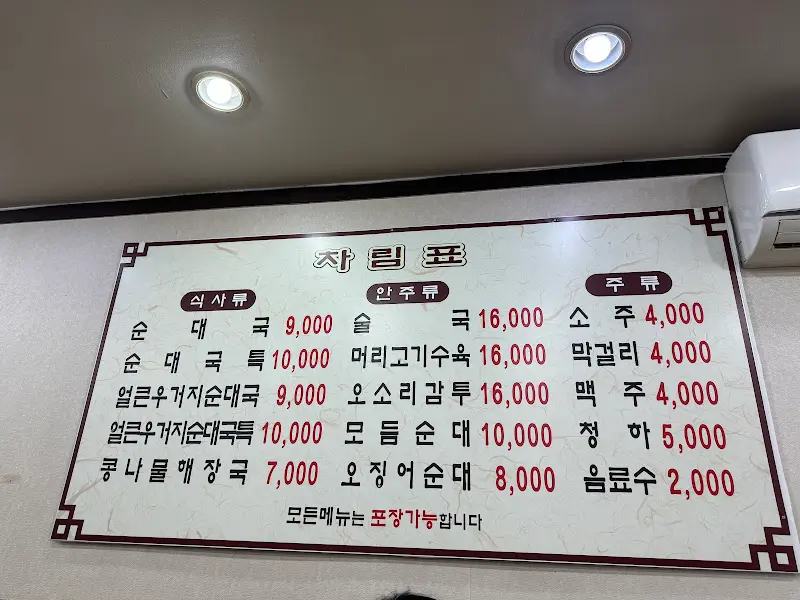 차림표
식사류 안주류 주류
순대국 9,000 술국 16,000 소주 4,000
순대국특 10,000 머리고기수육 16,000 막걸리 4,000
얼큰우거지순대국 9,000 오소리감투 16,000 맥주 4,000
얼큰우거지순대국특 10,000 모듬순대 10,000 청하 5,000
콩나물해장국 7,000 오징어순대 8,000 음료수 2,000
모든메뉴는 포장가능합니다